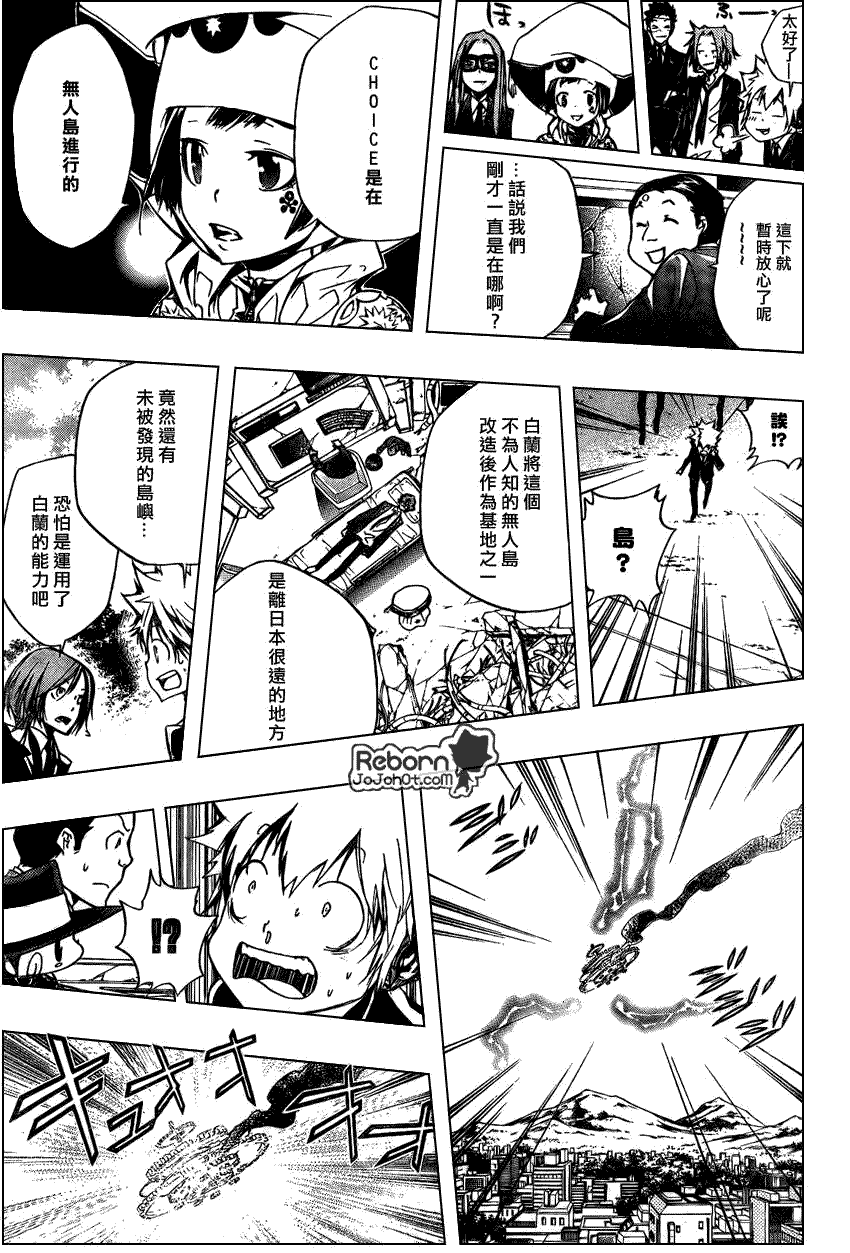 太好了──
ふーっ
ほっ
這下就
暫時放心了呢
~~~~
…話說我們
剛才一直是在哪啊？
CHOICE是在
無人島進行的
誒!?
島？
白蘭將這個
不為人知的無人島
改造後作為基地之一
是離日本很遠的地方
竟然還有
未被發現的島嶼…
恐怕是運用了
白蘭的能力吧
Reborn
JoJoHot.com
!?
キュオオオ